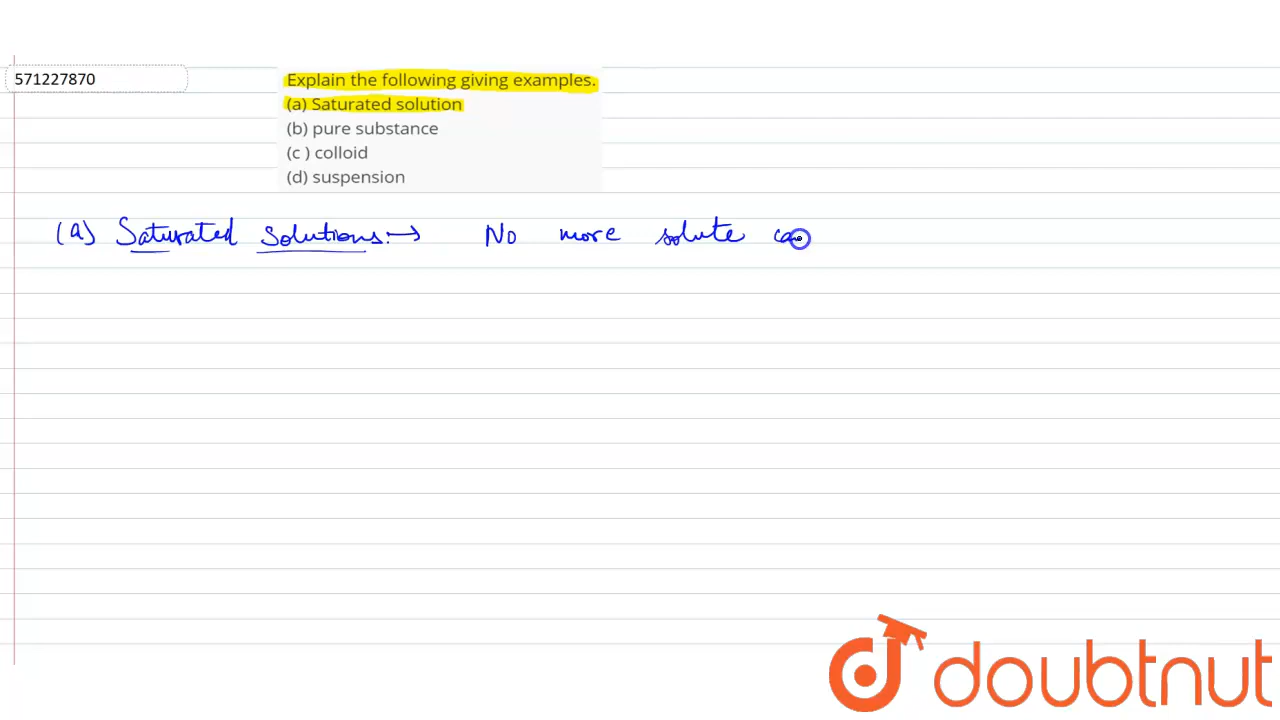 571227870
Explain the following giving examples.
(a) Saturated solution
(b) pure substance
(c ) colloid
(d) suspension
(a) Saturated Solutions:→ No more solute
doubtnut